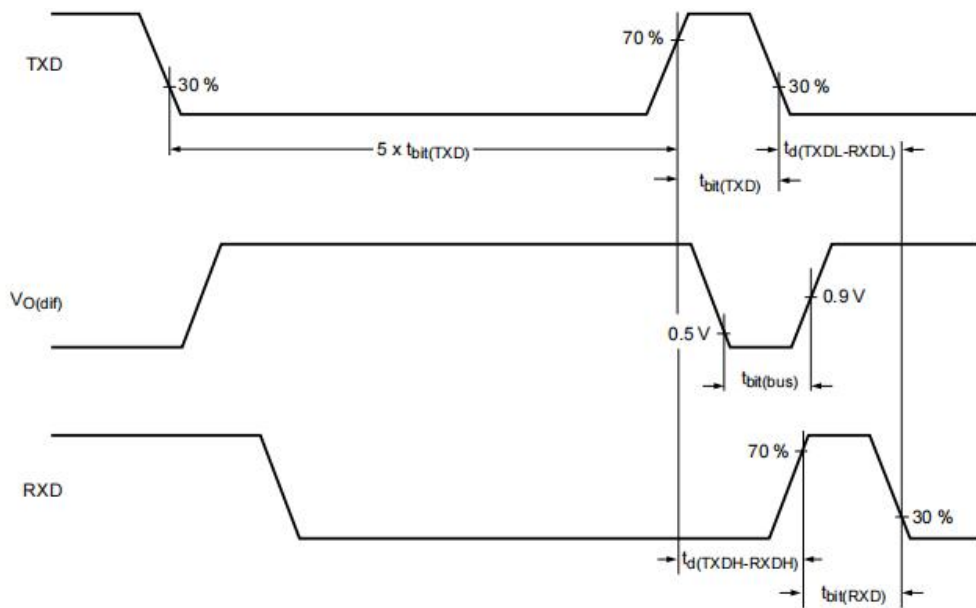 TXD
70 %
30 %
30 %
5 x tbit(TXD)
td(TXDL-RXDL)
tbit(TXD)
VO(dif)
0.9 V
0.5 V
tbit(bus)
RXD
70 %
30 %
td(TXDH-RXDH)
tbit(RXD)